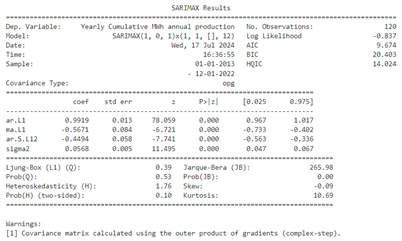 SARIMAX Results
Dep. Variable: Yearly Cumulative MWh annual production No. Observations: 120
Model: SARIMAX(1, 0, 1)x(1, 1, [], 12) Log Likelihood -0.837
Date: Wed, 17 Jul 2024 AIC 9.674
Time: 16:36:55 BIC 20.403
Sample: 01-01-2013 HQIC 14.024
- 12-01-2022
Covariance Type: opg
coef std err z P>|z| [0.025 0.975]
ar.L1 0.9919 0.013 78.059 0.000 0.967 1.017
ma.L1 -0.5671 0.084 -6.721 0.000 -0.733 -0.402
ar.S.L12 -0.4494 0.058 -7.741 0.000 -0.563 -0.336
sigma2 0.0568 0.005 11.495 0.000 0.047 0.067
Ljung-Box (L1) (Q): 0.39 Jarque-Bera (JB): 265.98
Prob(Q): 0.53 Prob(JB): 0.00
Heteroskedasticity (H): 1.76 Skew: -0.09
Prob(H) (two-sided): 0.10 Kurtosis: 10.69
Warnings:
[1] Covariance matrix calculated using the outer product of gradients (complex-step).